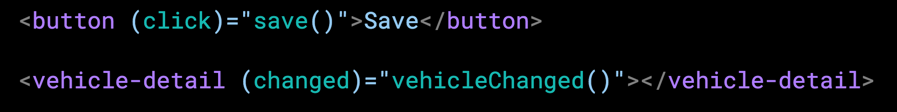 <button (click)="save()">Save</button>
<vehicle-detail (changed)="vehicleChanged()"></vehicle-detail>